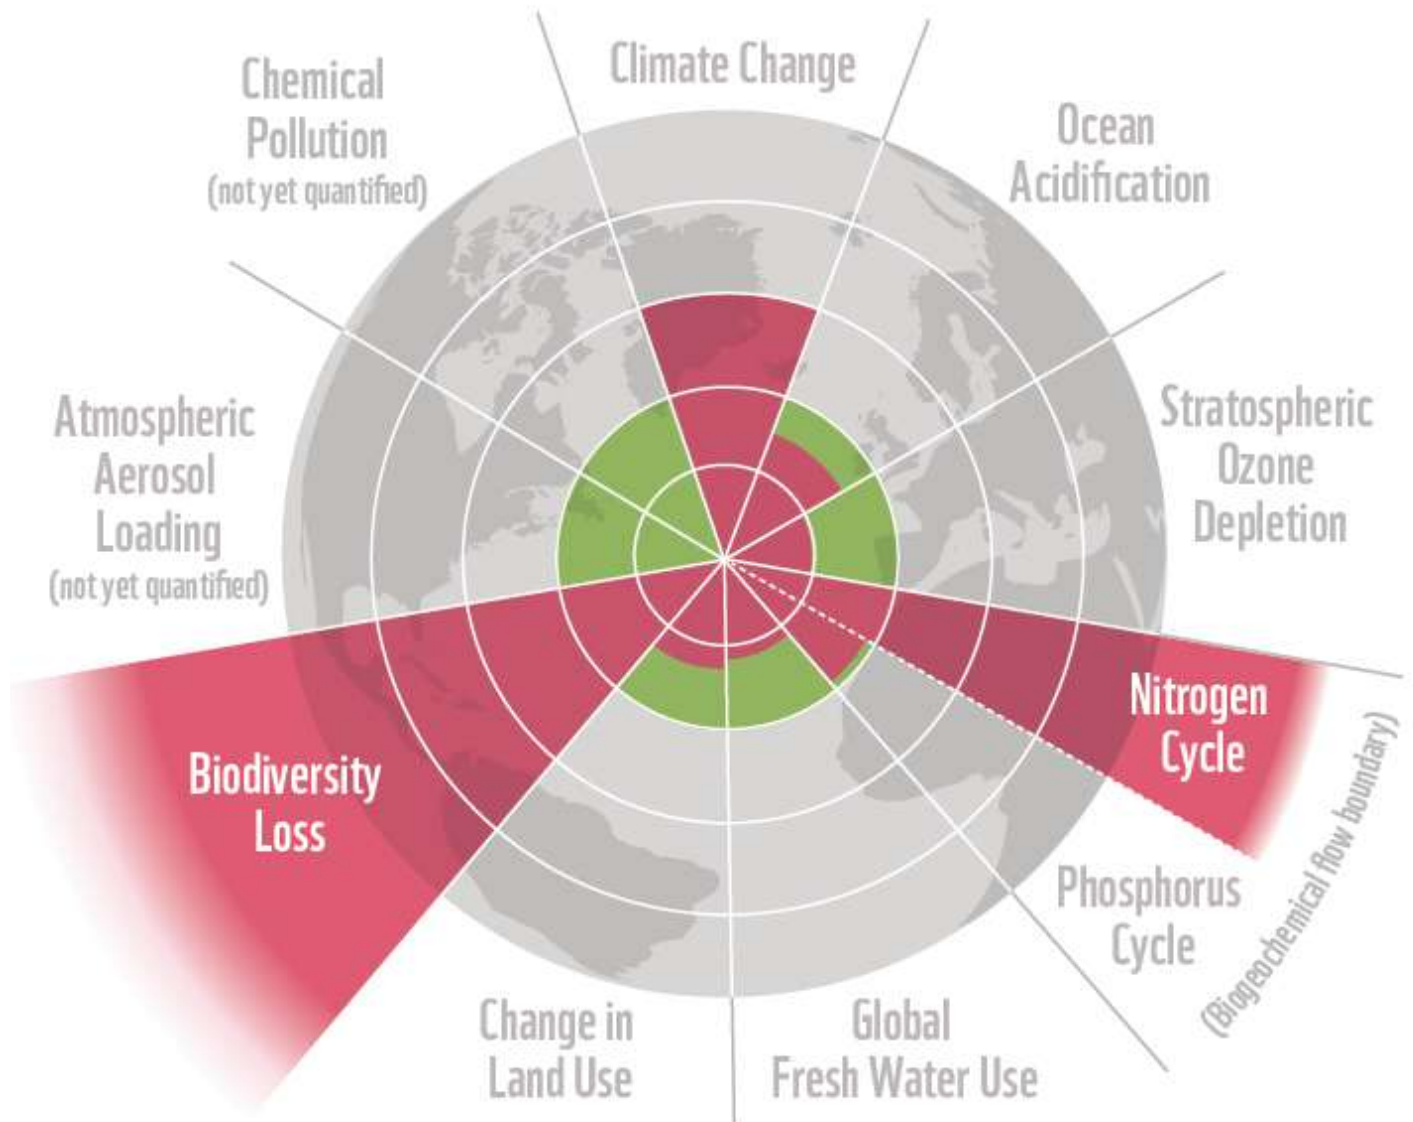 Climate Change
Ocean
Acidification
Stratospheric
Ozone
Depletion
Nitrogen
Cycle
(Biogeochemical flow boundary)
Phosphorus
Cycle
Global
Fresh Water Use
Change in
Land Use
Biodiversity
Loss
Atmospheric
Aerosol
Loading
(not yet quantified)
Chemical
Pollution
(not yet quantified)